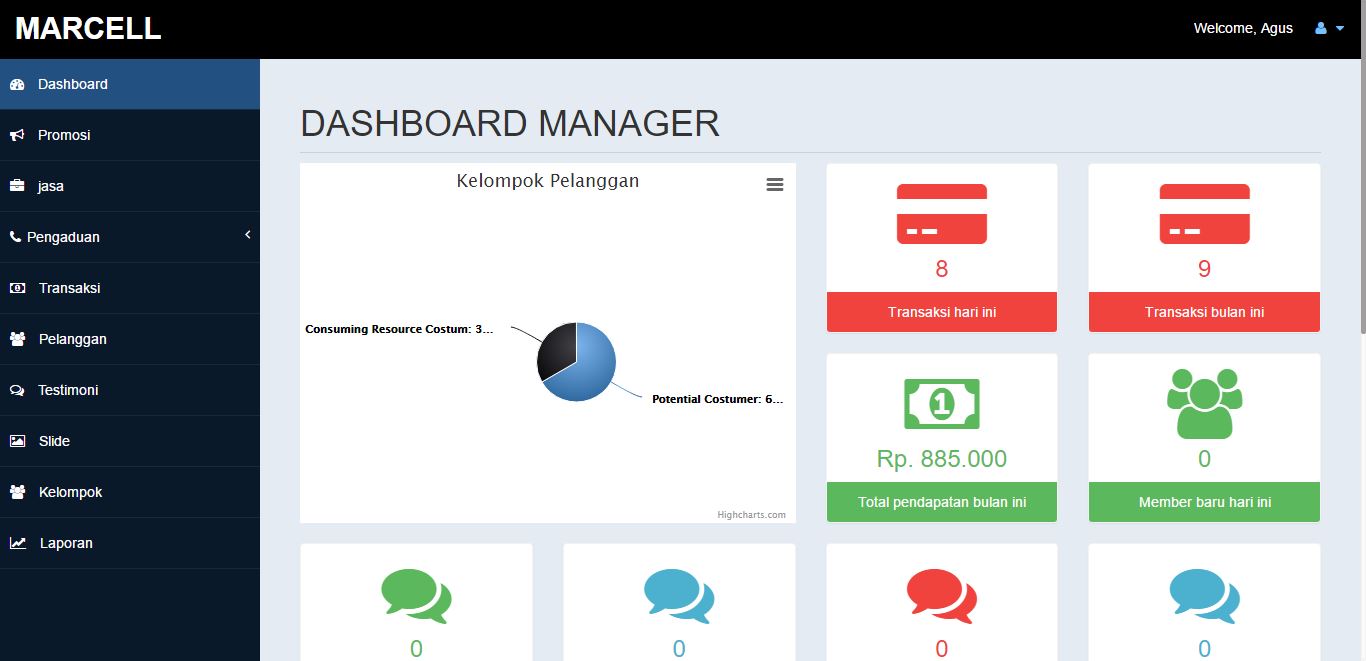 MARCELL
Welcome, Agus
Dashboard
Promosi
jasa
Pengaduan
Transaksi
Pelanggan
Testimoni
Slide
Kelompok
Laporan
DASHBOARD MANAGER
Kelompok Pelanggan
Consuming Resource Costum: 3...
Potential Costumer: 6...
Highcharts.com
8
Transaksi hari ini
9
Transaksi bulan ini
1
Rp. 885.000
Total pendapatan bulan ini
0
Member baru hari ini
0
0
0
0